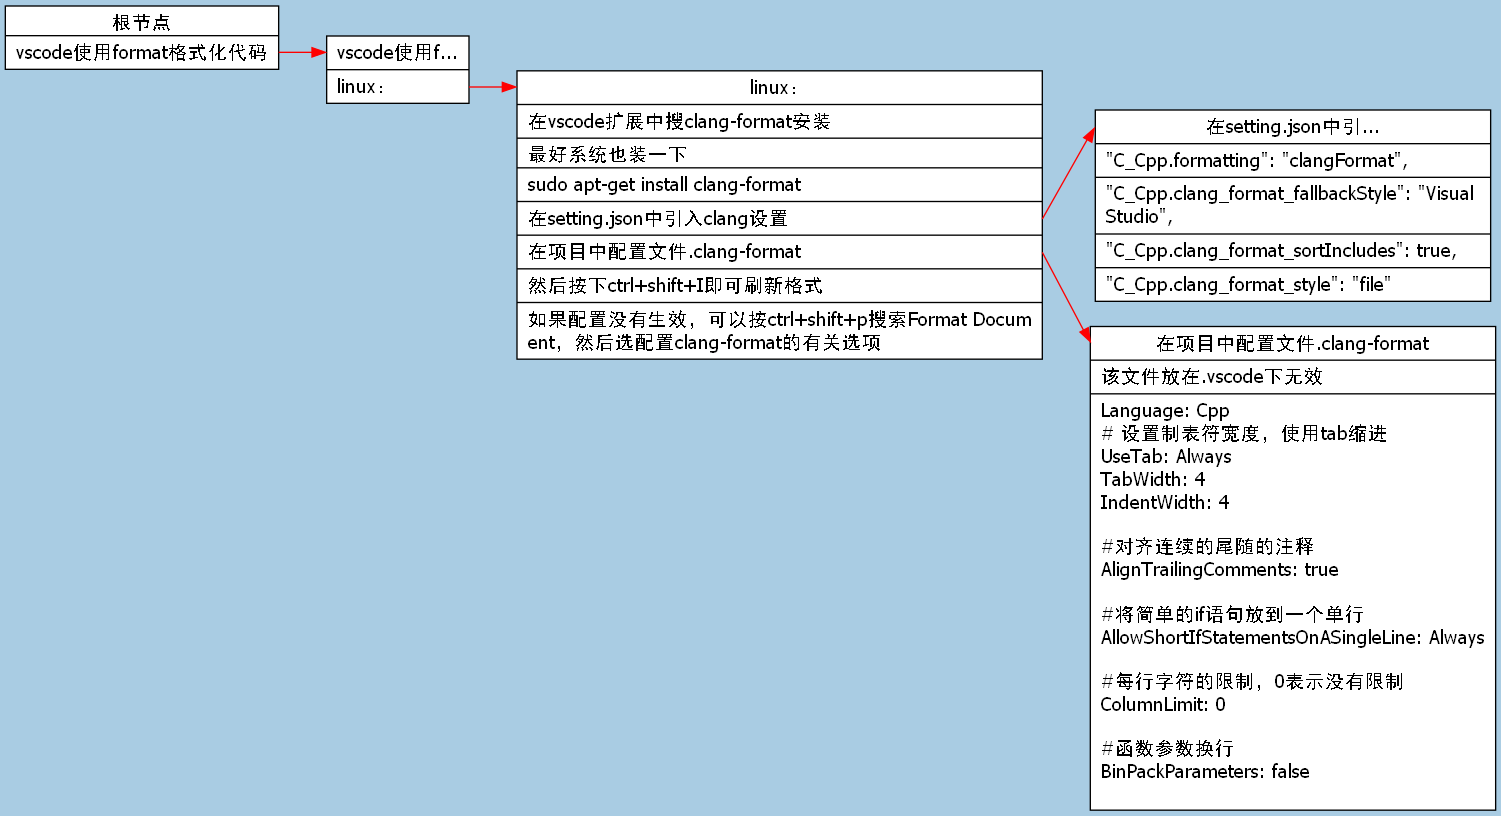 根节点
vscode使用format格式化代码
vscode使用f...
linux：
linux：
在vscode扩展中搜clang-format安装
最好系统也装一下
sudo apt-get install clang-format
在setting.json中引入clang设置
在项目中配置文件.clang-format
然后按下ctrl+shift+I即可刷新格式
如果配置没有生效，可以按ctrl+shift+p搜索Format Docum
ent，然后选配置clang-format的有关选项
在setting.json中引...
"C_Cpp.formatting": "clangFormat",
"C_Cpp.clang_format_fallbackStyle": "Visual
Studio",
"C_Cpp.clang_format_sortIncludes": true,
"C_Cpp.clang_format_style": "file"
在项目中配置文件.clang-format
该文件放在.vscode下无效
Language: Cpp
# 设置制表符宽度，使用tab缩进
UseTab: Always
TabWidth: 4
IndentWidth: 4
#对齐连续的尾随的注释
AlignTrailingComments: true
#将简单的if语句放到一个单行
AllowShortIfStatementsOnASingleLine: Always
#每行字符的限制，0表示没有限制
ColumnLimit: 0
#函数参数换行
BinPackParameters: false